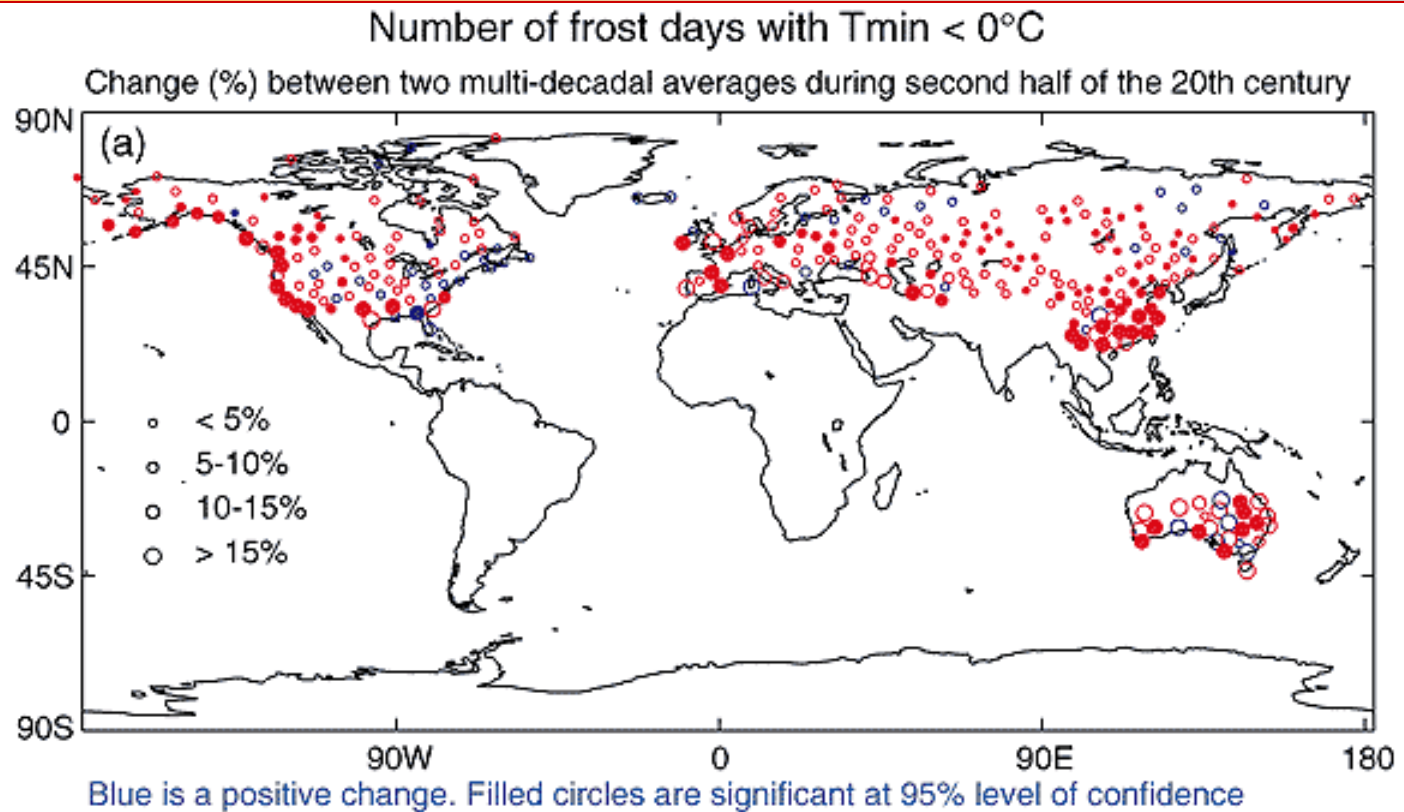 Number of frost days with Tmin < 0°C
Change (%) between two multi-decadal averages during second half of the 20th century
90N
(a)
45N
0
< 5%
5-10%
10-15%
> 15%
45S
90S
90W
0
90E
180
Blue is a positive change. Filled circles are significant at 95% level of confidence